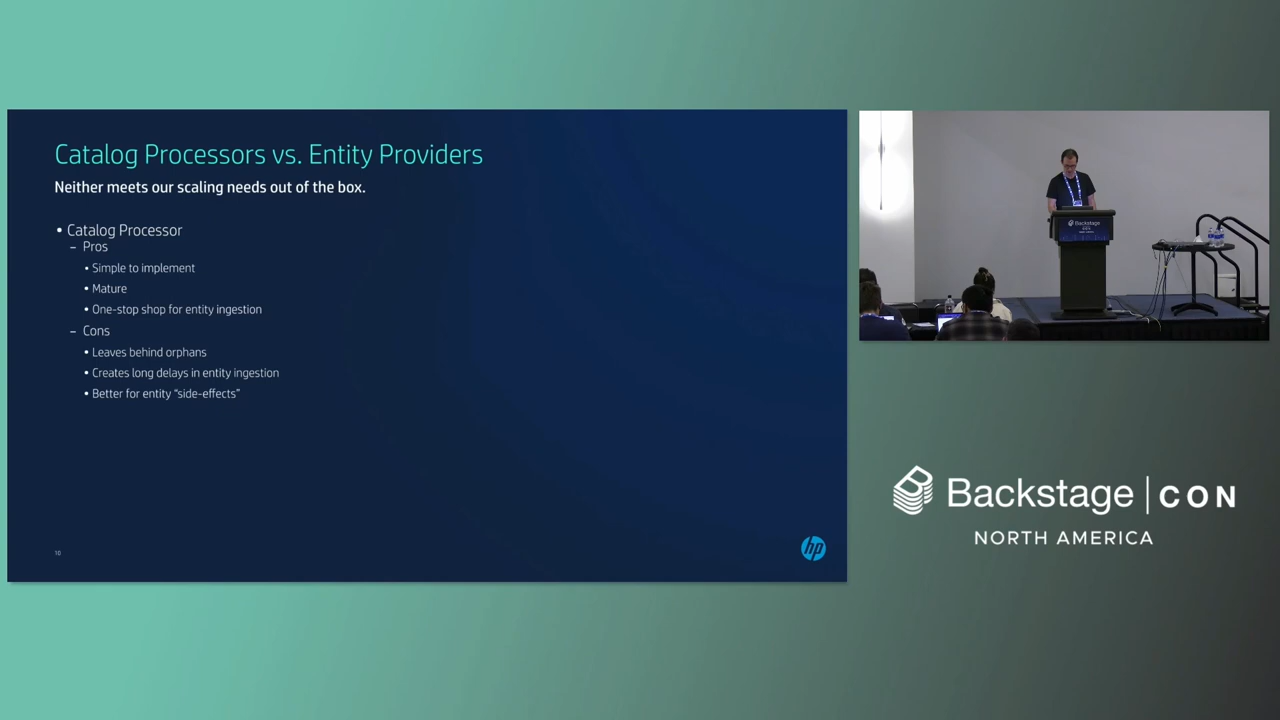 Catalog Processors vs. Entity Providers
Neither meets our scaling needs out of the box.
• Catalog Processor
– Pros
• Simple to implement
• Mature
• One-stop shop for entity ingestion
– Cons
• Leaves behind orphans
• Creates long delays in entity ingestion
• Better for entity “side-effects”
10
hp
Backstage
Backstage | CON
NORTH AMERICA